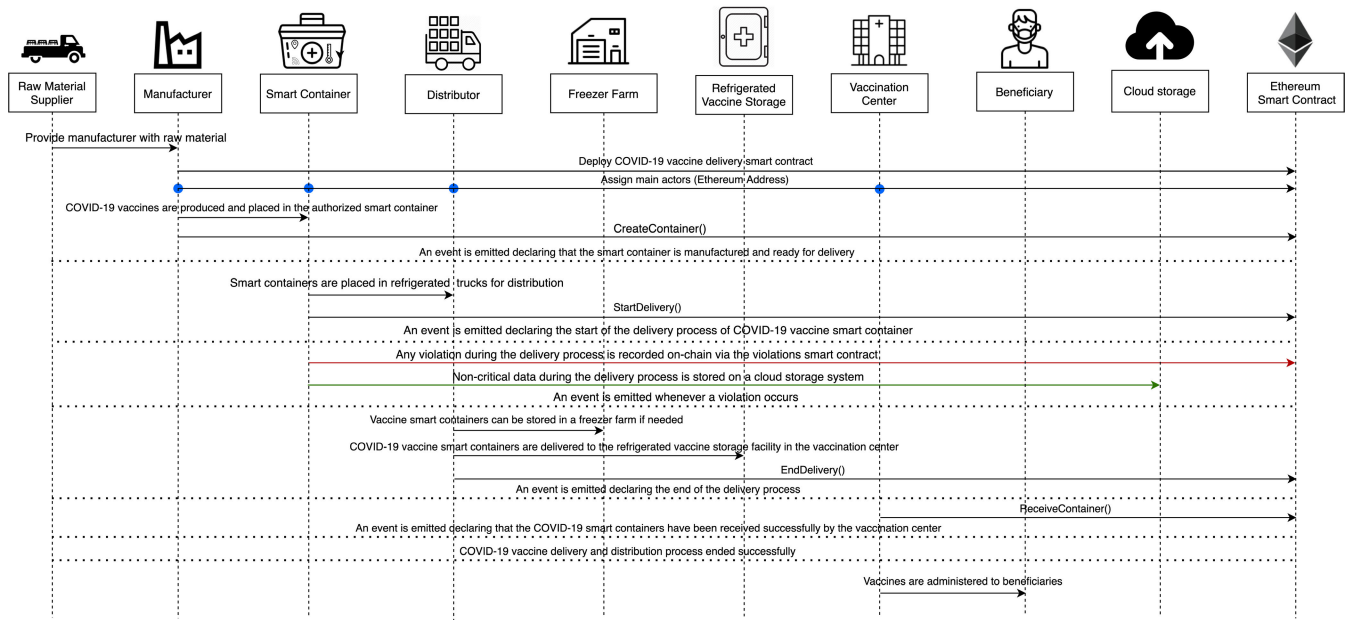 Raw Material
Supplier
Manufacturer
Smart Container
Distributor
Freezer Farm
Refrigerated
Vaccine Storage
Vaccination
Center
Beneficiary
Cloud storage
Ethereum
Smart Contract
Provide manufacturer with raw material
Deploy COVID-19 vaccine delivery smart contract
Assign main actors (Ethereum Address)
COVID-19 vaccines are produced and placed in the authorized smart container
CreateContainer()
An event is emitted declaring that the smart container is manufactured and ready for delivery
Smart containers are placed in refrigerated trucks for distribution
StartDelivery()
An event is emitted declaring the start of the delivery process of COVID-19 vaccine smart container
Any violation during the delivery process is recorded on-chain via the violations smart contract
Non-critical data during the delivery process is stored on a cloud storage system
An event is emitted whenever a violation occurs
Vaccine smart containers can be stored in a freezer farm if needed
COVID-19 vaccine smart containers are delivered to the refrigerated vaccine storage facility in the vaccination center
EndDelivery()
An event is emitted declaring the end of the delivery process
ReceiveContainer()
An event is emitted declaring that the COVID-19 smart containers have been received successfully by the vaccination center
COVID-19 vaccine delivery and distribution process ended successfully
Vaccines are administered to beneficiaries